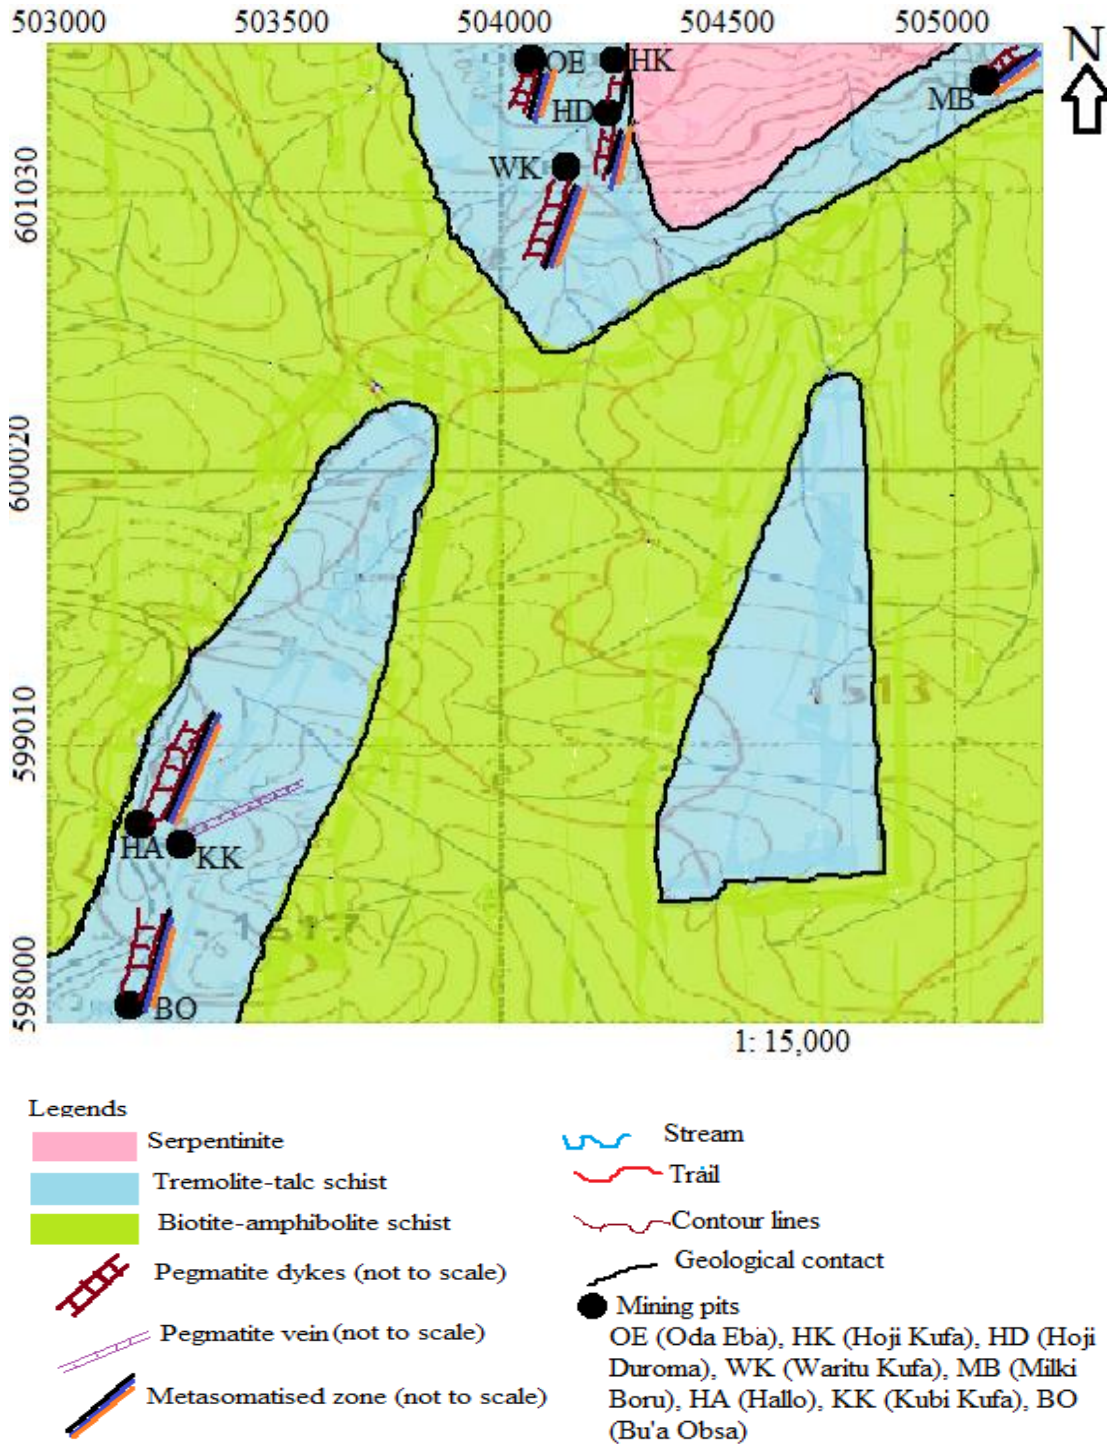 503000 503500 504000 504500 505000
N
OE
HK
MB
HD
WK
601030
600020
1513
599010
HA
KK
1517
598000
BO
1: 15,000
Legends
Serpentinite
Tremolite-talc schist
Biotite-amphibolite schist
Pegmatite dykes (not to scale)
Pegmatite vein (not to scale)
Metasomatised zone (not to scale)
Stream
Trail
Contour lines
Geological contact
Mining pits
OE (Oda Eba), HK (Hoji Kufa), HD (Hoji
Duroma), WK (Waritu Kufa), MB (Milki
Boru), HA (Hallo), KK (Kubi Kufa), BO
(Bu'a Obsa)